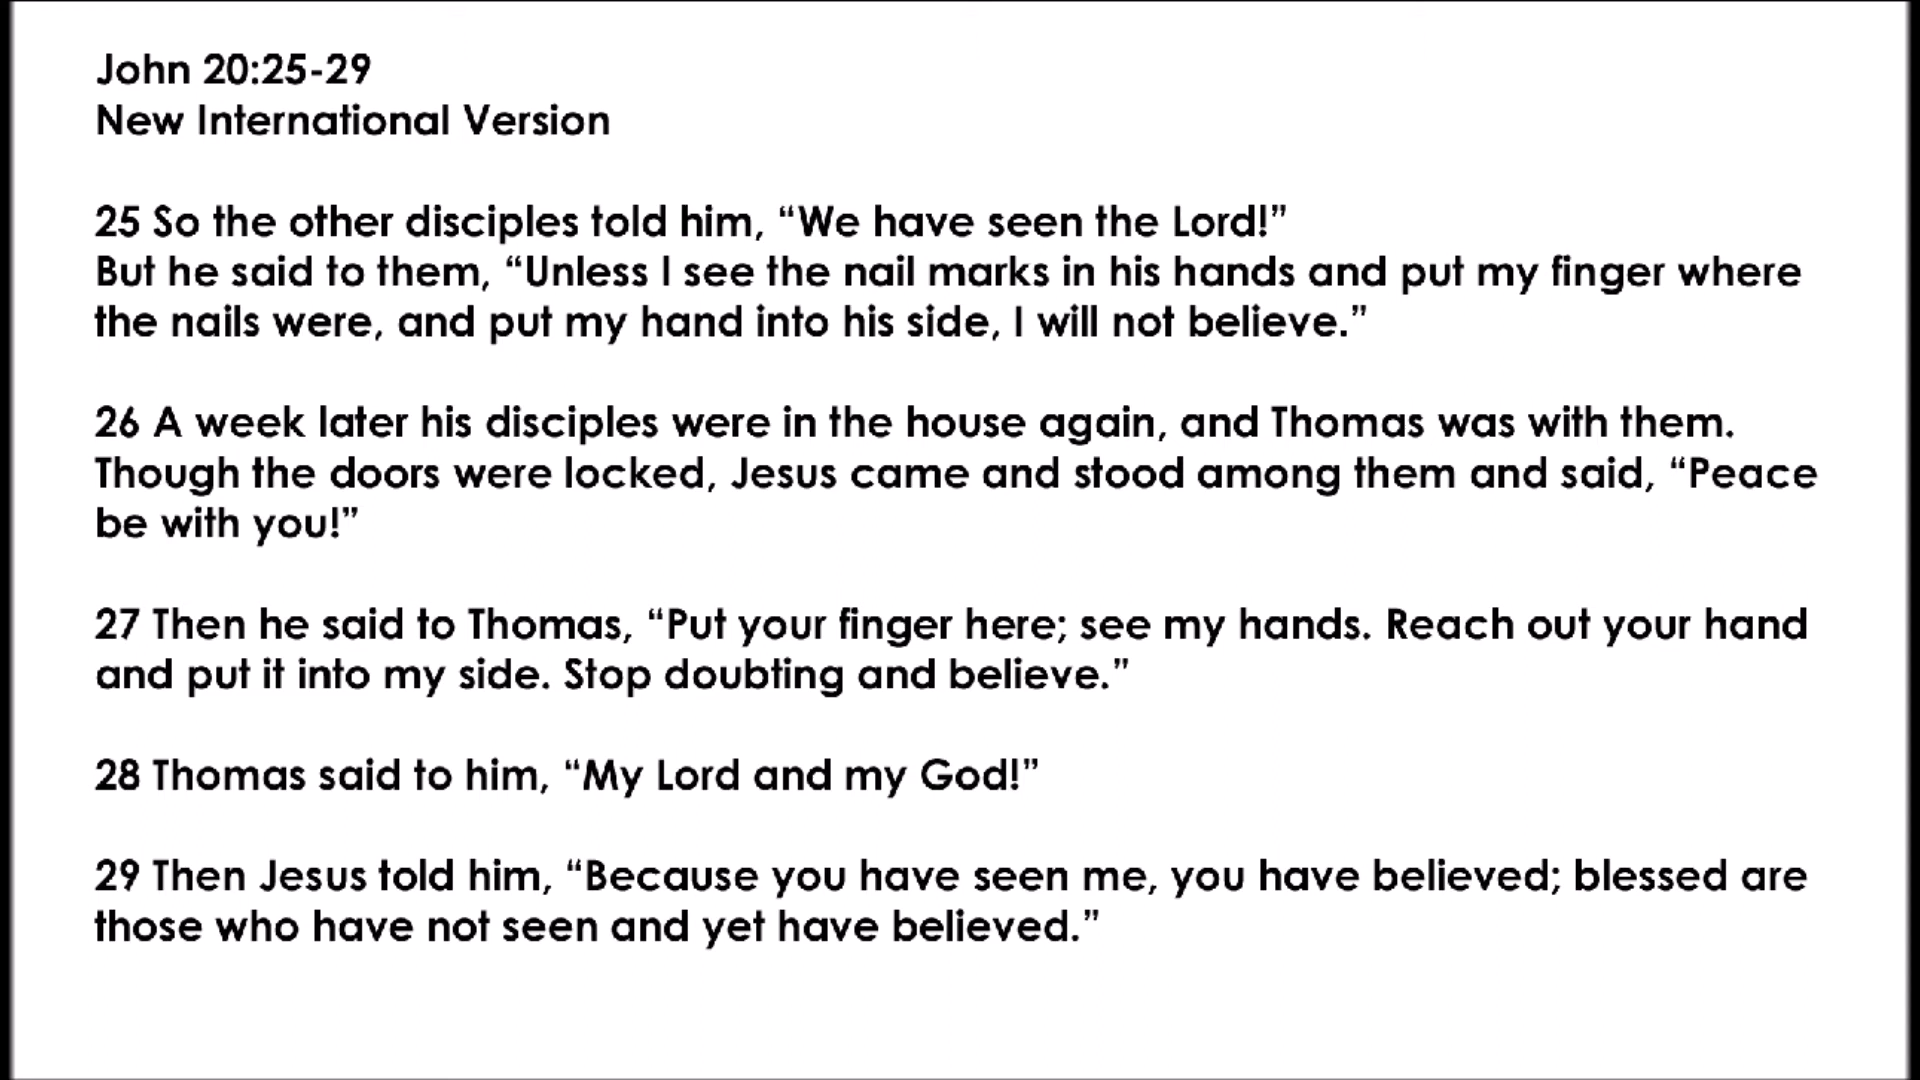 John 20:25-29
New International Version
25 So the other disciples told him, “We have seen the Lord!”
But he said to them, “Unless I see the nail marks in his hands and put my finger where
the nails were, and put my hand into his side, I will not believe.”
26 A week later his disciples were in the house again, and Thomas was with them.
Though the doors were locked, Jesus came and stood among them and said, “Peace
be with you!”
27 Then he said to Thomas, “Put your finger here; see my hands. Reach out your hand
and put it into my side. Stop doubting and believe.”
28 Thomas said to him, “My Lord and my God!”
29 Then Jesus told him, “Because you have seen me, you have believed; blessed are
those who have not seen and yet have believed.”